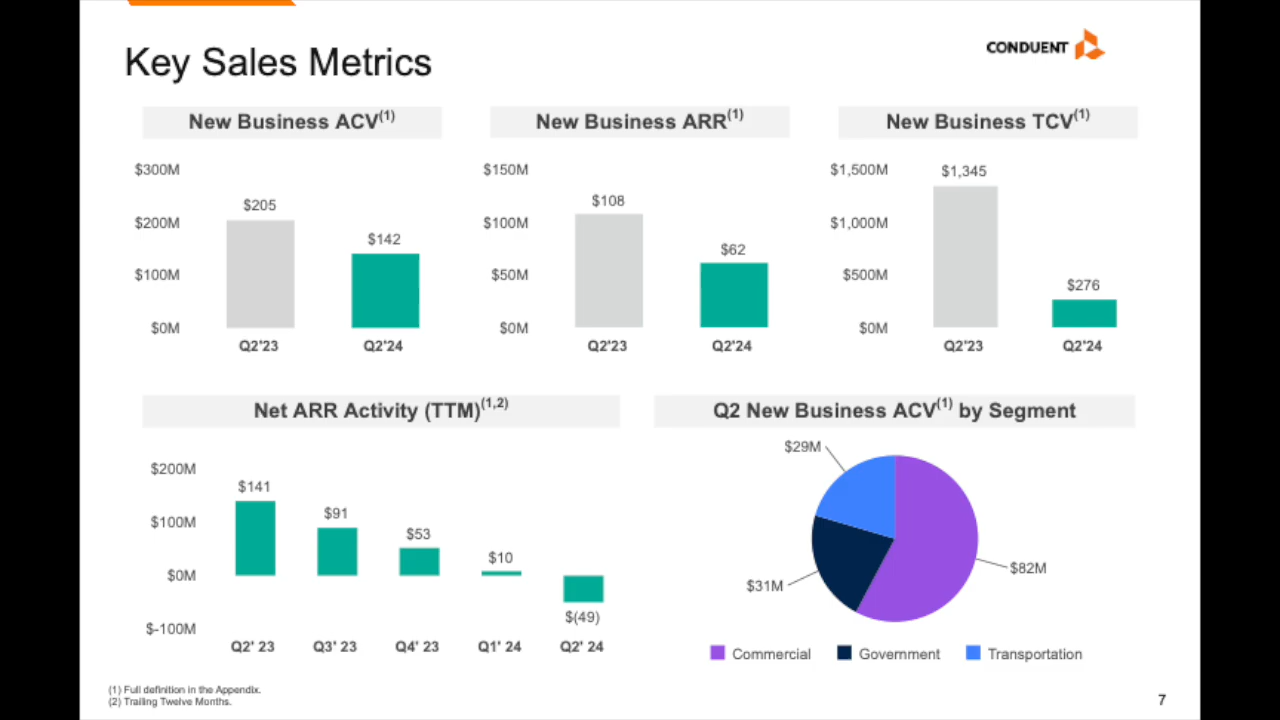 Key Sales Metrics
CONDUENT
New Business ACV(1)
$300M
$200M
$100M
$0M
$205
$142
Q2'23
Q2'24
New Business ARR(1)
$150M
$100M
$50M
$0M
$108
$62
Q2'23
Q2'24
New Business TCV(1)
$1,500M
$1,000M
$500M
$0M
$1,345
$276
Q2'23
Q2'24
Net ARR Activity (TTM)(1,2)
$200M
$100M
$0M
$-100M
$141
$91
$53
$10
$(49)
Q2' 23
Q3' 23
Q4' 23
Q1' 24
Q2' 24
Q2 New Business ACV(1) by Segment
$29M
$31M
$82M
Commercial
Government
Transportation
(1) Full definition in the Appendix.
(2) Trailing Twelve Months.
7